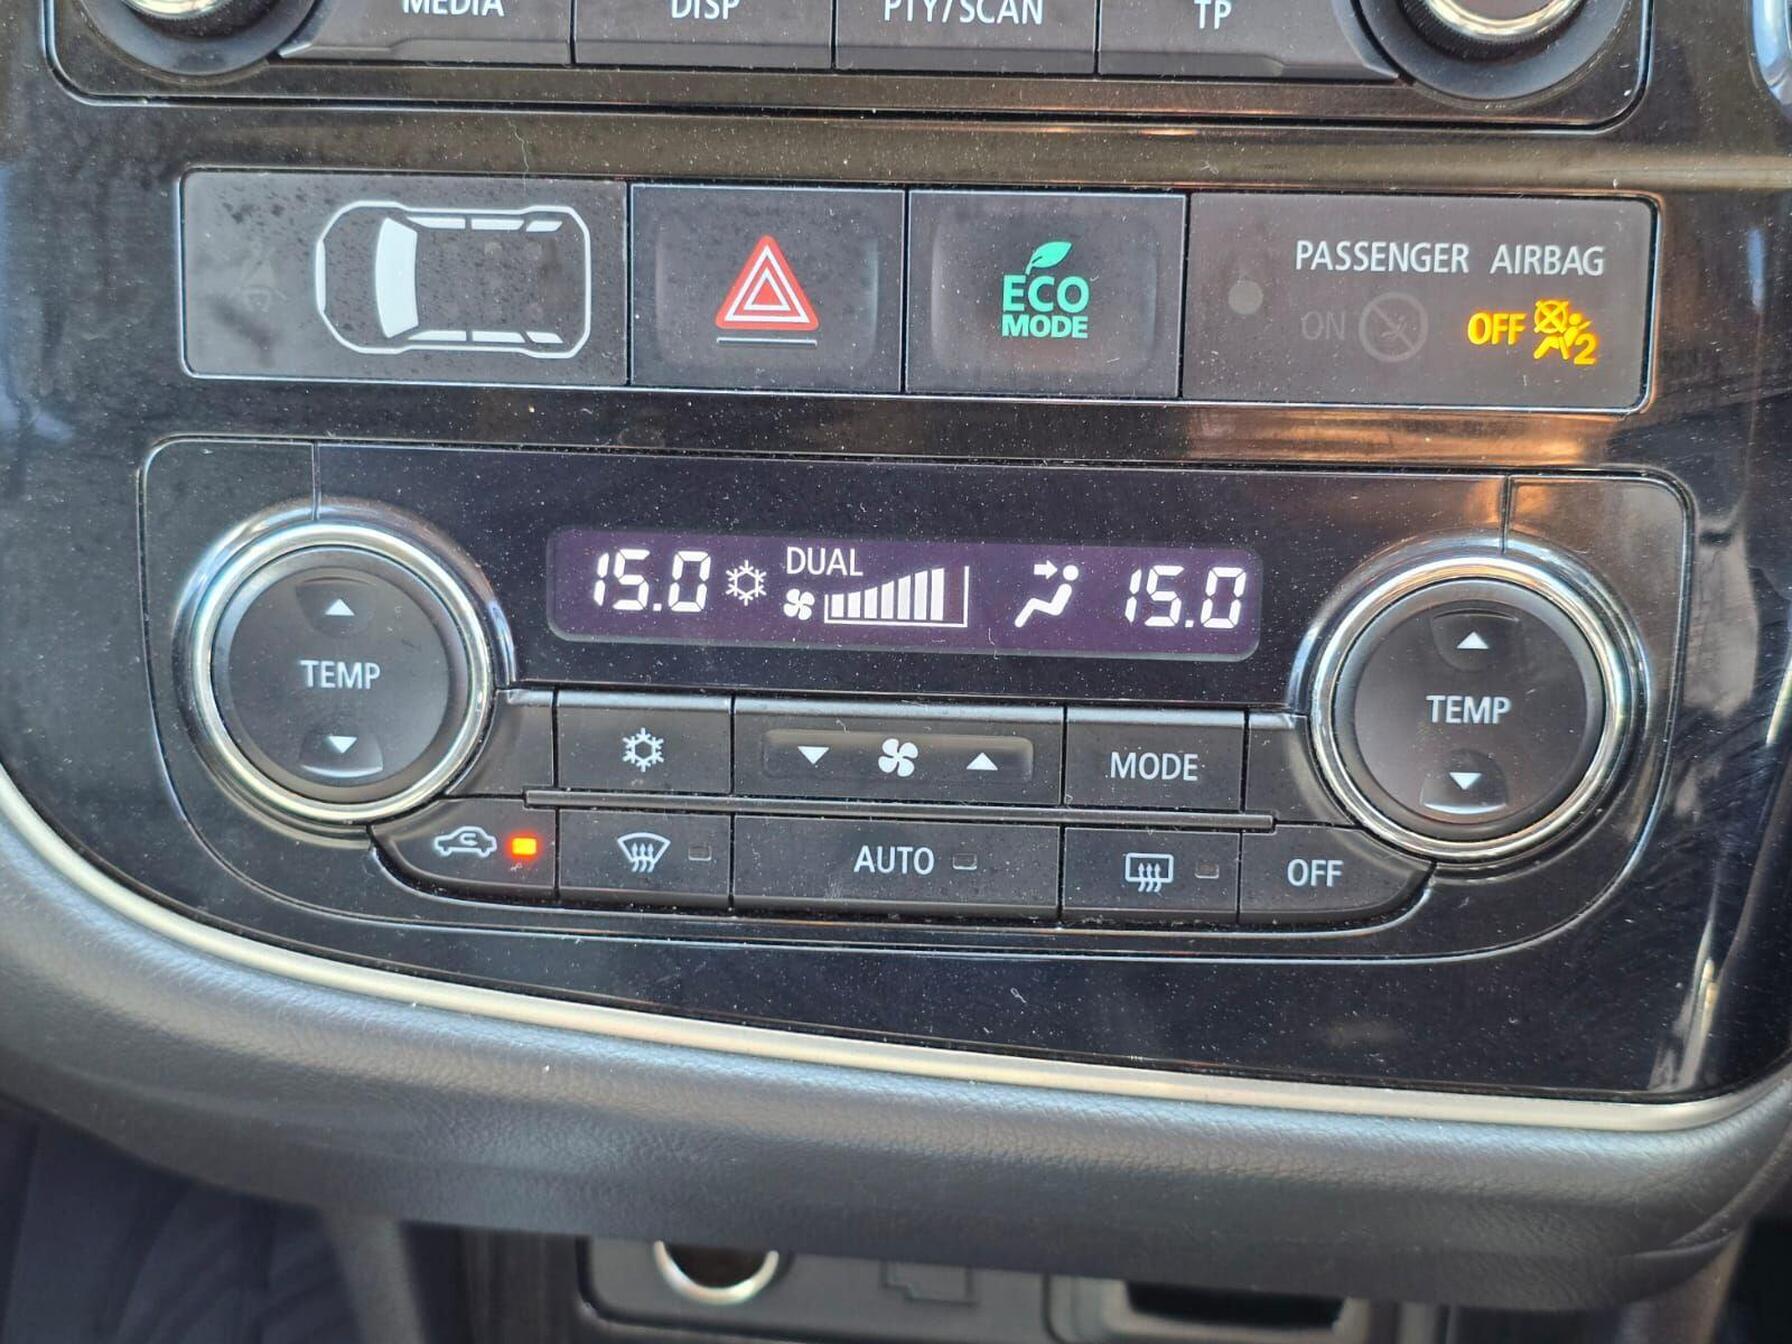 MEDIA DISP PTY/SCAN TP
PASSENGER AIRBAG
ECO
MODE
ON OFF 2
DUAL
15.0 15.0
TEMP
TEMP
MODE
AUTO
OFF